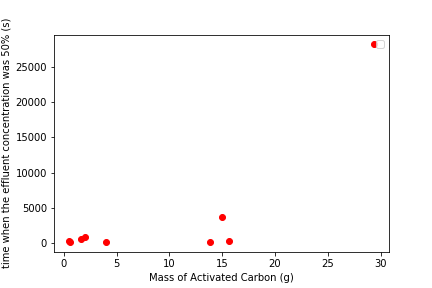 time when the effluent concentration was 50% (s)
25000
20000
15000
10000
5000
0
0 5 10 15 20 25 30
Mass of Activated Carbon (g)